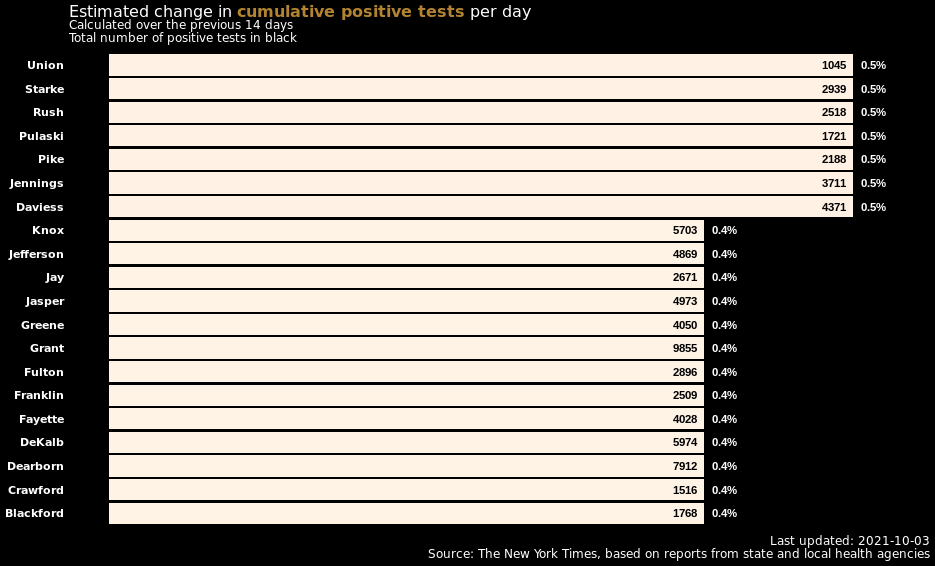 Estimated change in cumulative positive tests per day
Calculated over the previous 14 days
Total number of positive tests in black
Union 1045 0.5%
Starke 2939 0.5%
Rush 2518 0.5%
Pulaski 1721 0.5%
Pike 2188 0.5%
Jennings 3711 0.5%
Daviess 4371 0.5%
Knox 5703 0.4%
Jefferson 4869 0.4%
Jay 2671 0.4%
Jasper 4973 0.4%
Greene 4050 0.4%
Grant 9855 0.4%
Fulton 2896 0.4%
Franklin 2509 0.4%
Fayette 4028 0.4%
DeKalb 5974 0.4%
Dearborn 7912 0.4%
Crawford 1516 0.4%
Blackford 1768 0.4%
Last updated: 2021-10-03
Source: The New York Times, based on reports from state and local health agencies